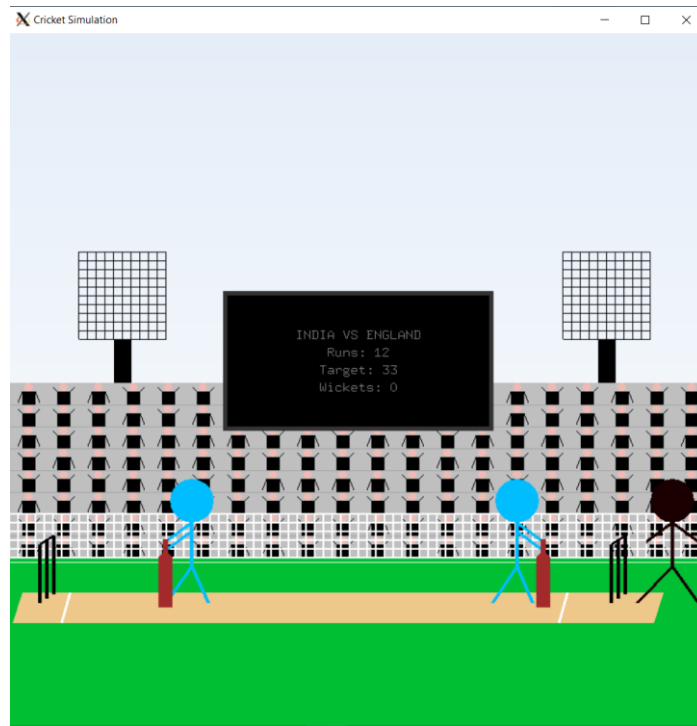 Cricket Simulation
INDIA VS ENGLAND
Runs: 12
Target: 33
Wickets: 0